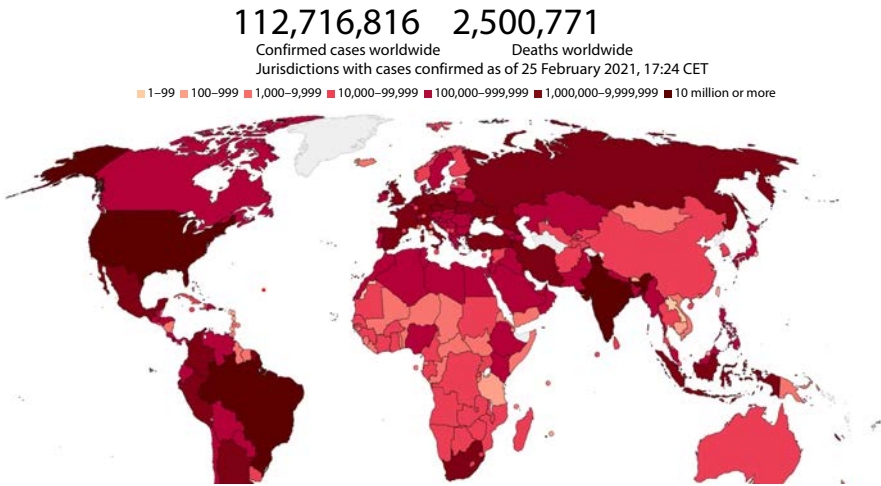 112,716,816 2,500,771
Confirmed cases worldwide Deaths worldwide
Jurisdictions with cases confirmed as of 25 February 2021, 17:24 CET
1–99 100–999 1,000–9,999 10,000–99,999 100,000–999,999 1,000,000–9,999,999 10 million or more